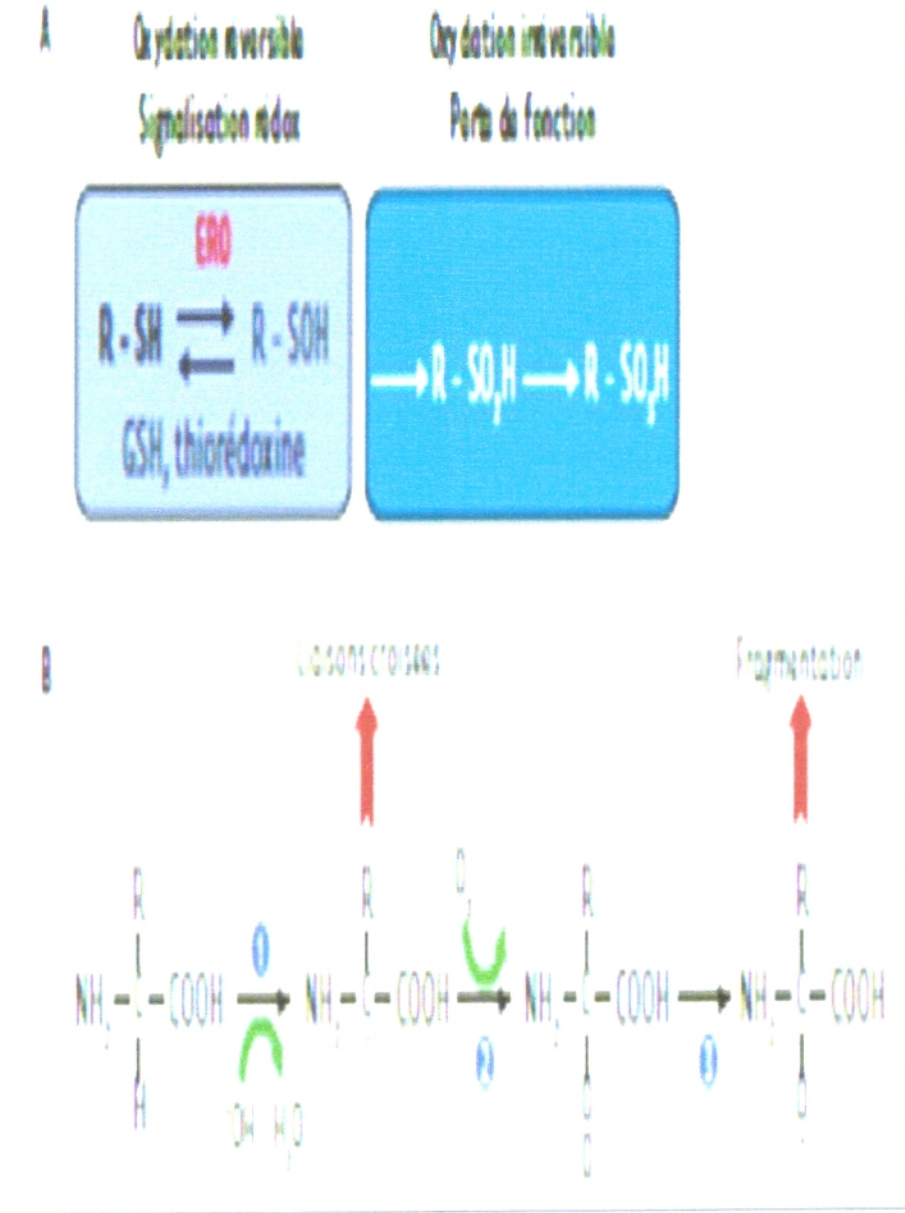 A
Oxydation réversible
Oxydation irréversible
Signalisation rédox
Perte de fonction
ERO
R - SH
R - SOH
R - SO₂H
R - SO₃H
GSH, thiorédoxine
B
Liaisons croisées
Fragmentation
R
R
O₂
R
R
1
NH₂
C
COOH
NH₂
C
COOH
NH₂
C
COOH
NH₂
C
COOH
2
3
H
OH
H₂O
O
O
O